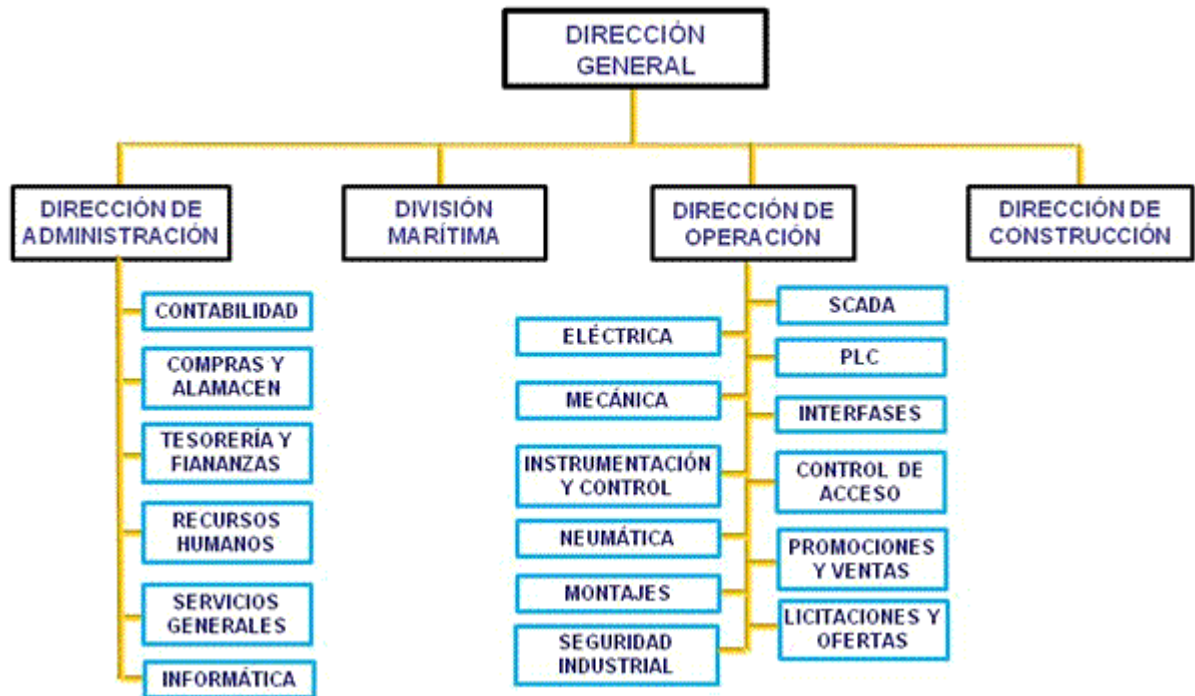 DIRECCIÓN
GENERAL
DIRECCIÓN DE
ADMINISTRACIÓN
DIVISIÓN
MARÍTIMA
DIRECCIÓN DE
OPERACIÓN
DIRECCIÓN DE
CONSTRUCCIÓN
CONTABILIDAD
COMPRAS Y
ALAMACEN
TESORERÍA Y
FIANANZAS
RECURSOS
HUMANOS
SERVICIOS
GENERALES
INFORMÁTICA
ELÉCTRICA
MECÁNICA
INSTRUMENTACIÓN
Y CONTROL
NEUMÁTICA
MONTAJES
SEGURIDAD
INDUSTRIAL
SCADA
PLC
INTERFASES
CONTROL DE
ACCESO
PROMOCIONES
Y VENTAS
LICITACIONES Y
OFERTAS